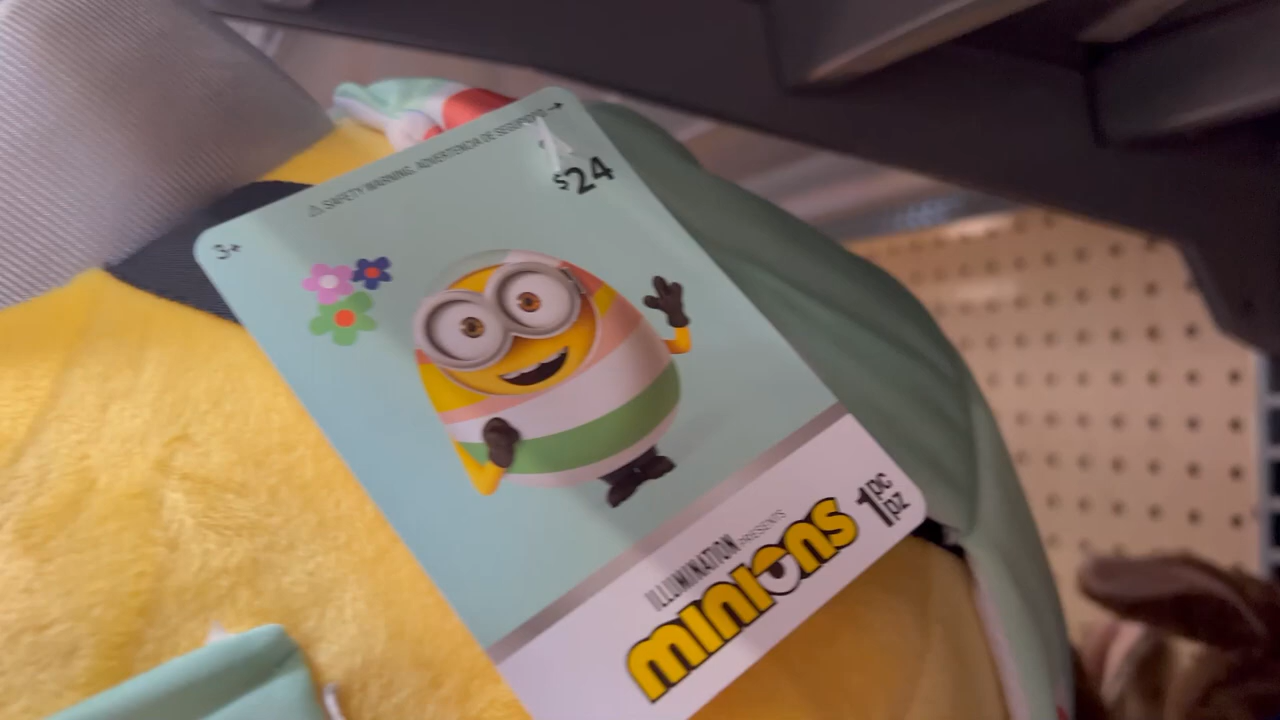 ⚠ SAFETY WARNING. ADVERTENCIA DE SEGURIDAD. →
$24
3+
ILLUMINATION PRESENTS
MINIONS
1 pc
pz